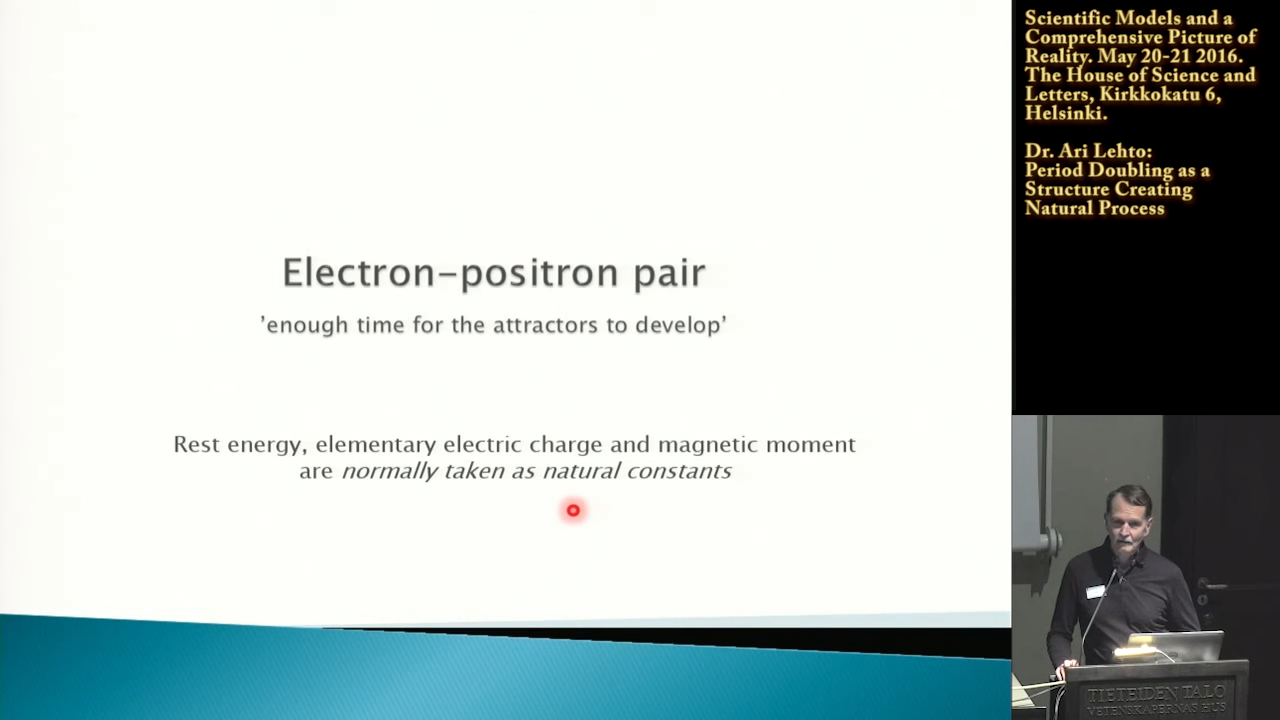 Electron-positron pair
'enough time for the attractors to develop'
Rest energy, elementary electric charge and magnetic moment
are normally taken as natural constants
Scientific Models and a
Comprehensive Picture of
Reality. May 20-21 2016.
The House of Science and
Letters, Kirkkokatu 6,
Helsinki.
Dr. Ari Lehto:
Period Doubling as a
Structure Creating
Natural Process
TIETEIDEN TALO
VETENSKAPERNAS HUS